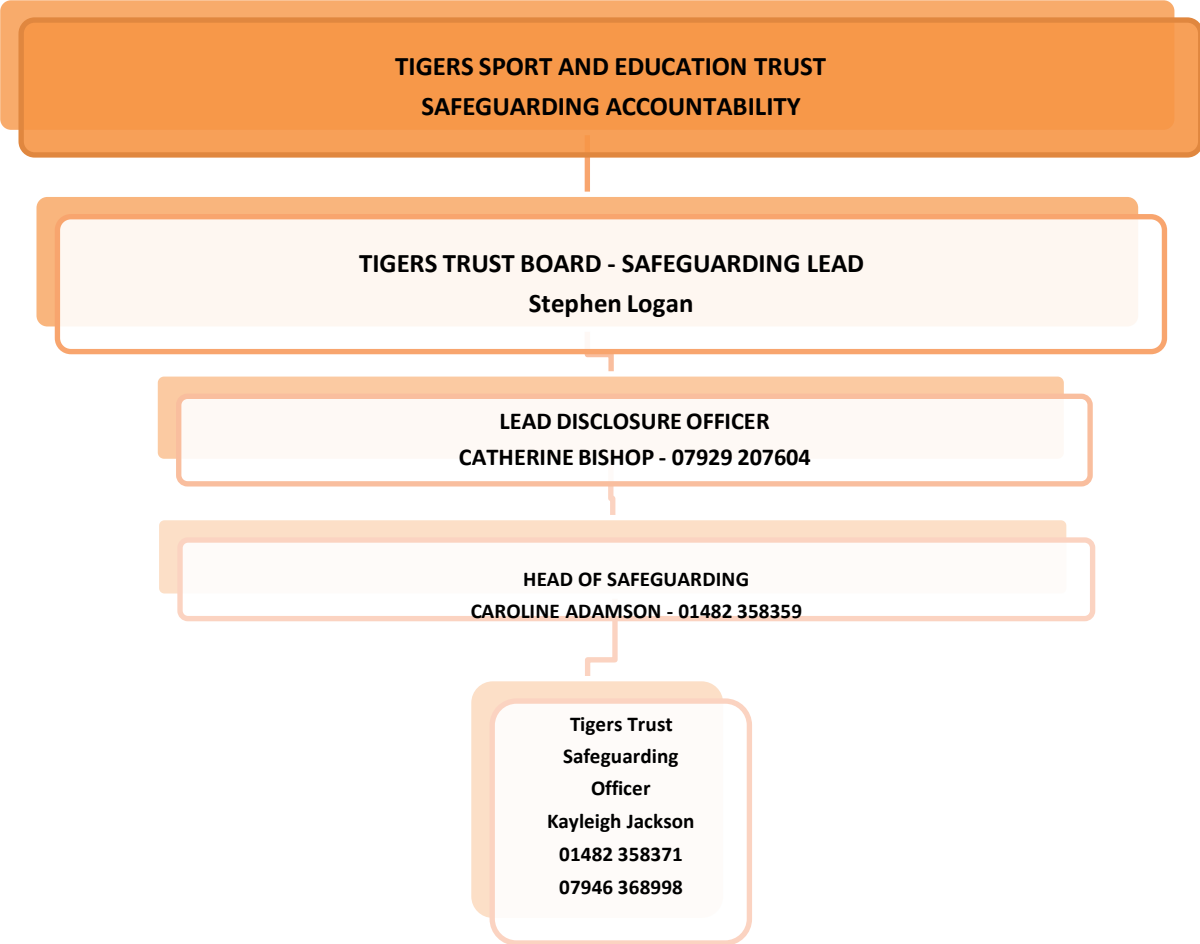 TIGERS SPORT AND EDUCATION TRUST
SAFEGUARDING ACCOUNTABILITY
TIGERS TRUST BOARD - SAFEGUARDING LEAD
Stephen Logan
LEAD DISCLOSURE OFFICER
CATHERINE BISHOP - 07929 207604
HEAD OF SAFEGUARDING
CAROLINE ADAMSON - 01482 358359
Tigers Trust
Safeguarding
Officer
Kayleigh Jackson
01482 358371
07946 368998